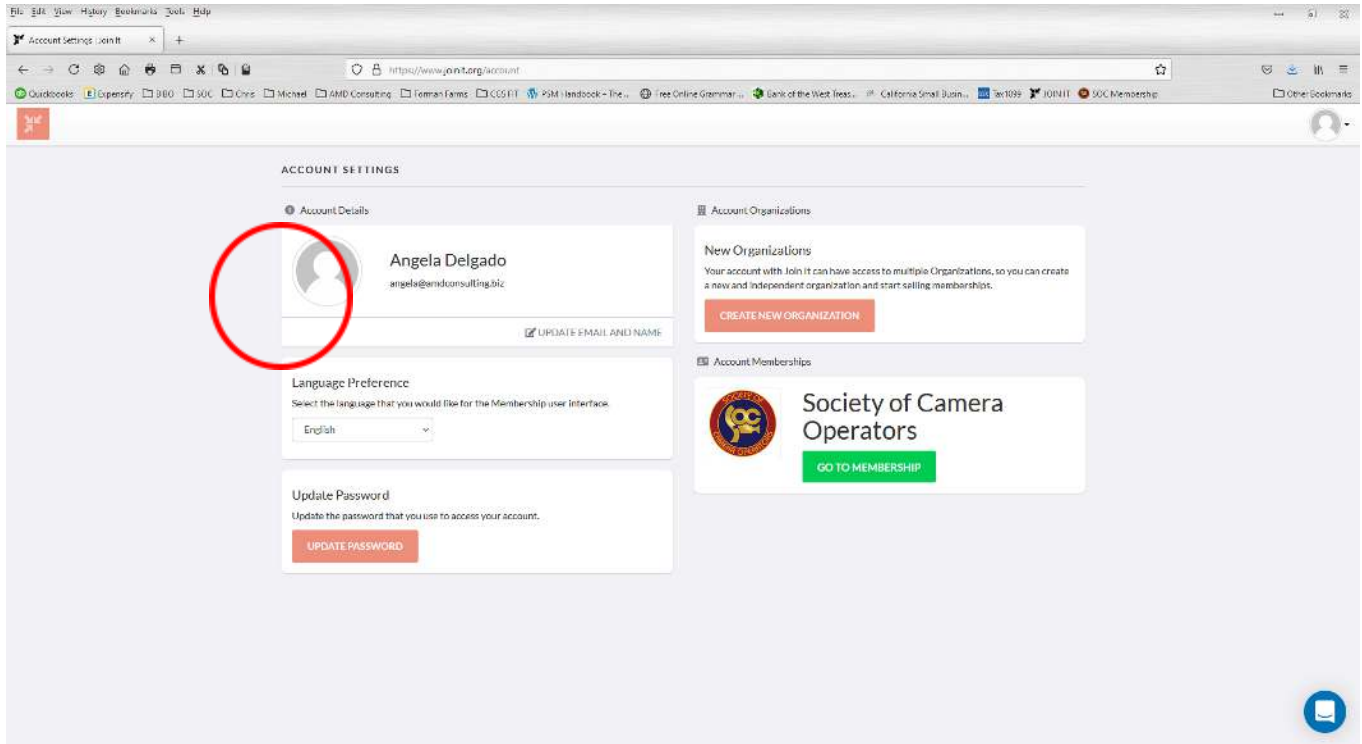 File Edit View History Bookmarks Tools Help
Account Settings | Join It
https://www.joinit.org/account
Quickbooks Expensify BBO SOC Chris Michael AMD Consulting Forman Farms CCSFIT PSM Handbook - The... Free Online Grammar ... Bank of the West Treas... California Small Busin... Tax1099 JOINIT SOC Membership Other Bookmarks
ACCOUNT SETTINGS
Account Details
Angela Delgado
angela@amdconsulting.biz
UPDATE EMAIL AND NAME
Language Preference
Select the language that you would like for the Membership user interface.
English
Update Password
Update the password that you use to access your account.
UPDATE PASSWORD
Account Organizations
New Organizations
Your account with Join It can have access to multiple Organizations, so you can create
a new and independent organization and start selling memberships.
CREATE NEW ORGANIZATION
Account Memberships
SOCIETY OF
SOC
CAMERA OPERATORS
Society of Camera
Operators
GO TO MEMBERSHIP